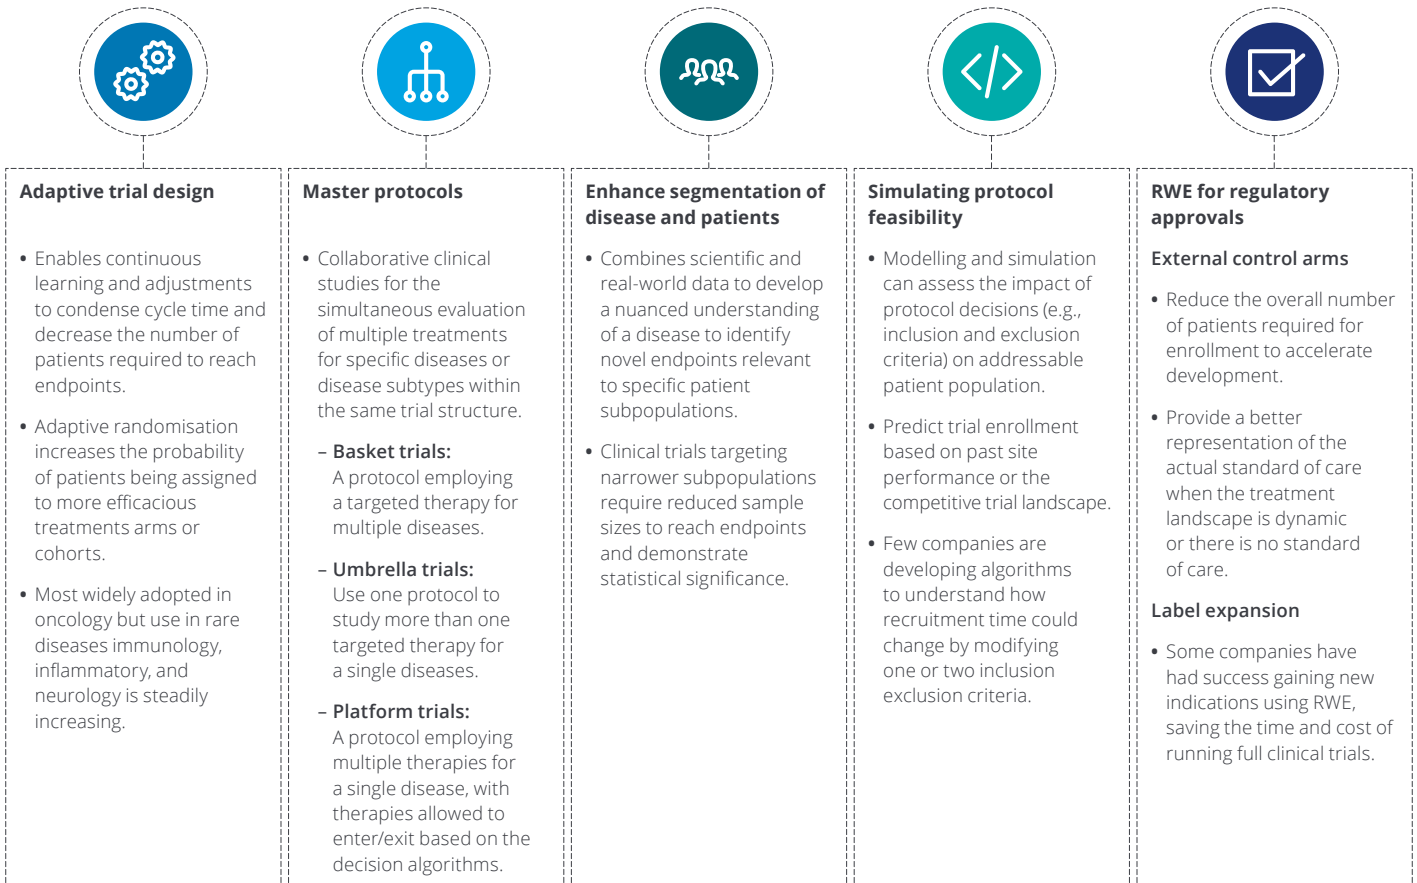 Adaptive trial design
• Enables continuous
learning and adjustments
to condense cycle time and
decrease the number of
patients required to reach
endpoints.
• Adaptive randomisation
increases the probability
of patients being assigned
to more efficacious
treatments arms or
cohorts.
• Most widely adopted in
oncology but use in rare
diseases immunology,
inflammatory, and
neurology is steadily
increasing.
Master protocols
• Collaborative clinical
studies for the
simultaneous evaluation
of multiple treatments
for specific diseases or
disease subtypes within
the same trial structure.
– Basket trials:
A protocol employing
a targeted therapy for
multiple diseases.
– Umbrella trials:
Use one protocol to
study more than one
targeted therapy for
a single diseases.
– Platform trials:
A protocol employing
multiple therapies for
a single disease, with
therapies allowed to
enter/exit based on the
decision algorithms.
Enhance segmentation of
disease and patients
• Combines scientific and
real-world data to develop
a nuanced understanding
of a disease to identify
novel endpoints relevant
to specific patient
subpopulations.
• Clinical trials targeting
narrower subpopulations
require reduced sample
sizes to reach endpoints
and demonstrate
statistical significance.
Simulating protocol
feasibility
• Modelling and simulation
can assess the impact of
protocol decisions (e.g.,
inclusion and exclusion
criteria) on addressable
patient population.
• Predict trial enrollment
based on past site
performance or the
competitive trial landscape.
• Few companies are
developing algorithms
to understand how
recruitment time could
change by modifying
one or two inclusion
exclusion criteria.
RWE for regulatory
approvals
External control arms
• Reduce the overall number
of patients required for
enrollment to accelerate
development.
• Provide a better
representation of the
actual standard of care
when the treatment
landscape is dynamic
or there is no standard
of care.
Label expansion
• Some companies have
had success gaining new
indications using RWE,
saving the time and cost of
running full clinical trials.